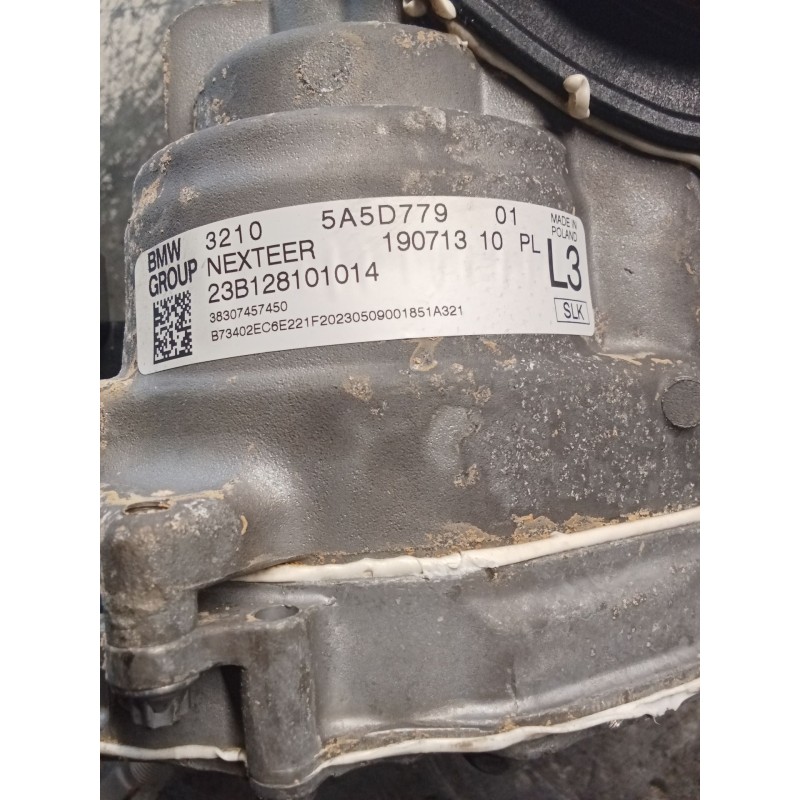 BMW GROUP
3210 5A5D779 01
NEXTEER 190713 10 PL
23B128101014
38307457450
B73402EC6E221F20230509001851A321
MADE IN
POLAND
L3
SLK